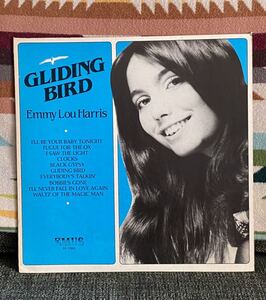 GLIDING
BIRD
Emmy Lou Harris
I'LL BE YOUR BABY TONIGHT
FUGUE FOR THE OX
I SAW THE LIGHT
CLOCKS
BLACK GYPSY
GLIDING BIRD
EVERYBODY'S TALKIN'
BOBBIE'S GONE
I'LL NEVER FALL IN LOVE AGAIN
WALTZ OF THE MAGIC MAN
EMUS